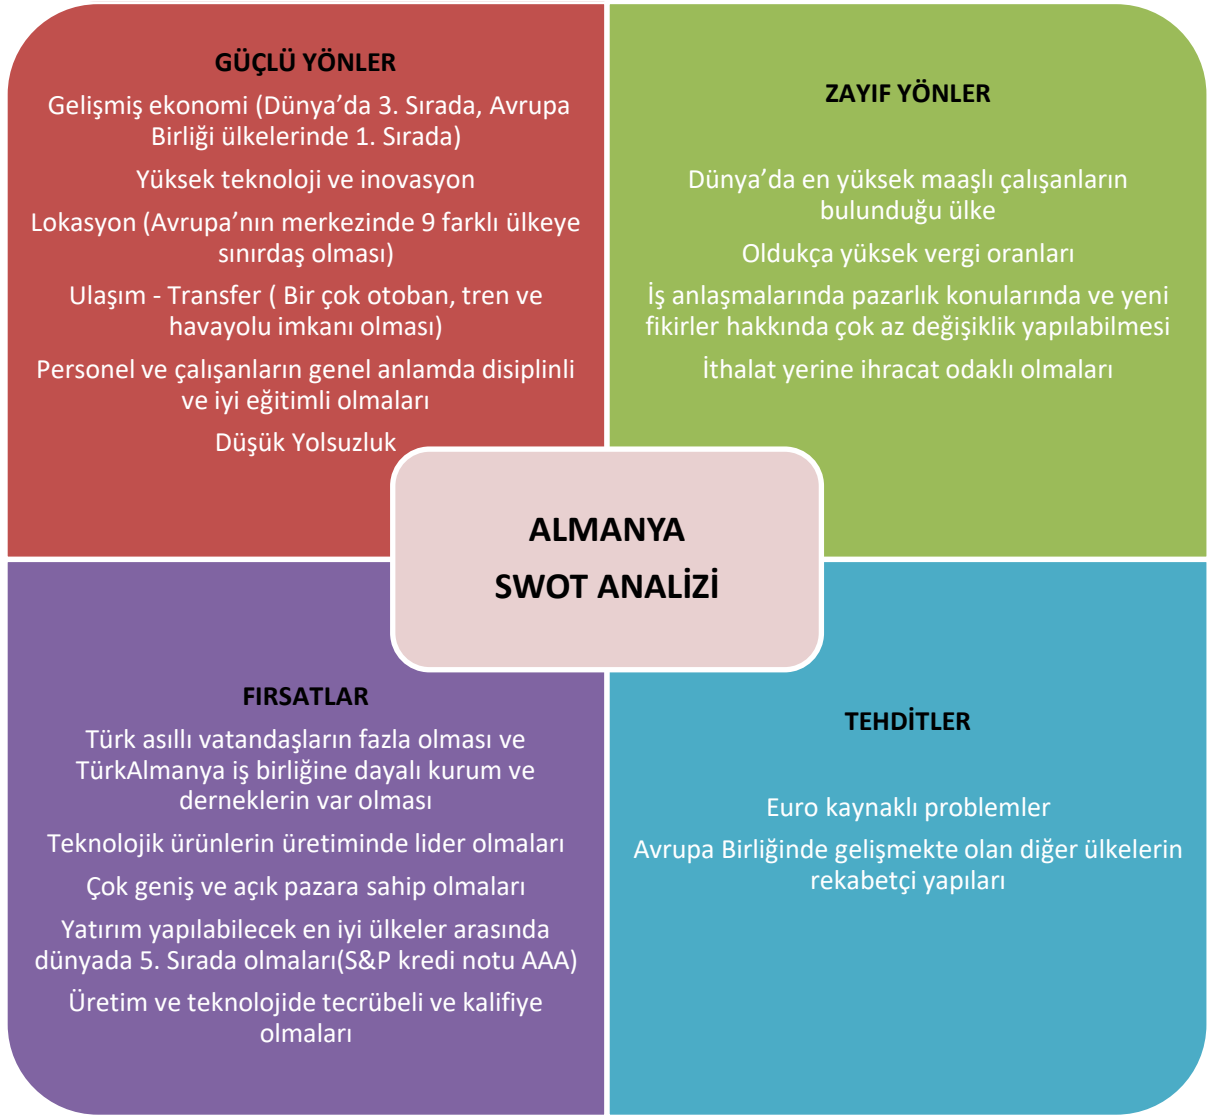 GÜÇLÜ YÖNLER
Gelişmiş ekonomi (Dünya’da 3. Sırada, Avrupa
Birliği ülkelerinde 1. Sırada)
Yüksek teknoloji ve inovasyon
Lokasyon (Avrupa’nın merkezinde 9 farklı ülkeye
sınırdaş olması)
Ulaşım - Transfer ( Bir çok otoban, tren ve
havayolu imkanı olması)
Personel ve çalışanların genel anlamda disiplinli
ve iyi eğitimli olmaları
Düşük Yolsuzluk
ZAYIF YÖNLER
Dünya’da en yüksek maaşlı çalışanların
bulunduğu ülke
Oldukça yüksek vergi oranları
İş anlaşmalarında pazarlık konularında ve yeni
fikirler hakkında çok az değişiklik yapılabilmesi
İthalat yerine ihracat odaklı olmaları
ALMANYA
SWOT ANALİZİ
FIRSATLAR
Türk asıllı vatandaşların fazla olması ve
TürkAlmanya iş birliğine dayalı kurum ve
derneklerin var olması
Teknolojik ürünlerin üretiminde lider olmaları
Çok geniş ve açık pazara sahip olmaları
Yatırım yapılabilecek en iyi ülkeler arasında
dünyada 5. Sırada olmaları(S&P kredi notu AAA)
Üretim ve teknolojide tecrübeli ve kalifiye
olmaları
TEHDİTLER
Euro kaynaklı problemler
Avrupa Birliğinde gelişmekte olan diğer ülkelerin
rekabetçi yapıları